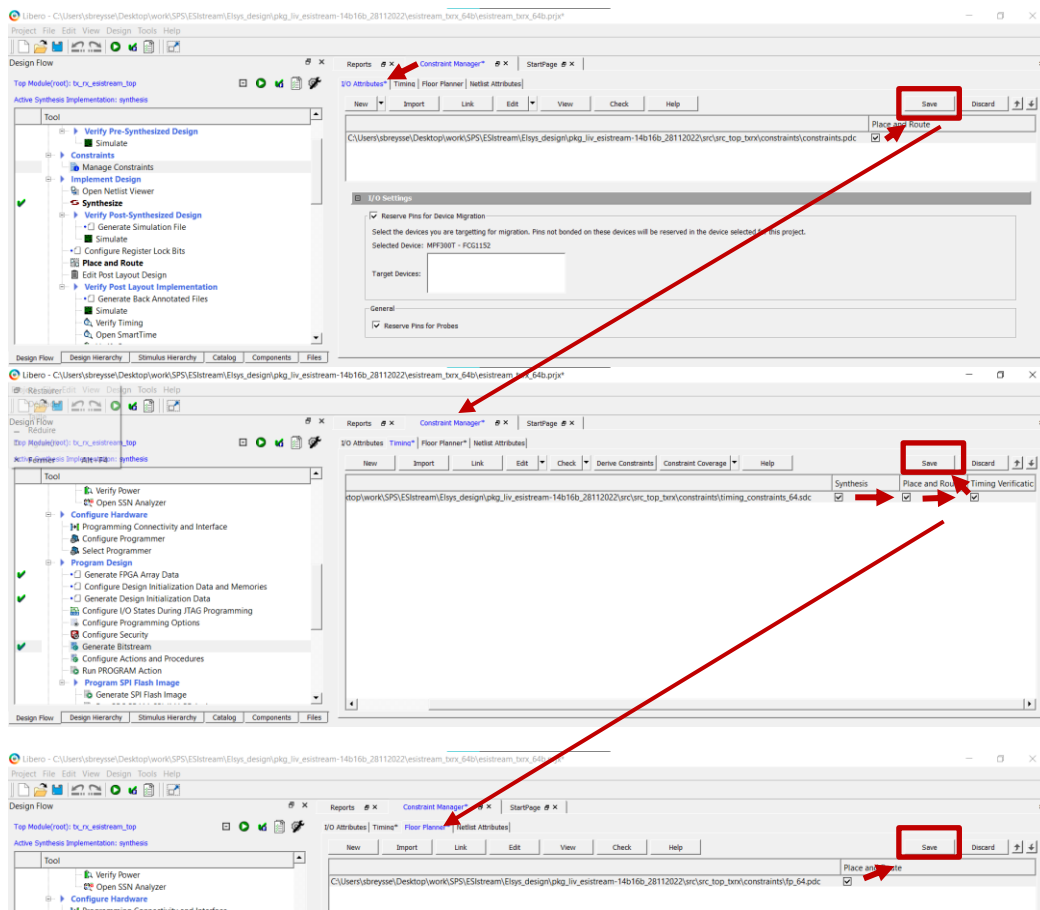 Libero - C:\Users\sbreysse\Desktop\work\SPS\ESIstream\Elsys_design\pkg_liv_esistream-14b16b_28112022\esistream_txrx_64b\esistream_txrx_64b.prjx*
Project File Edit View Design Tools Help
Design Flow
Reports Constraint Manager* StartPage
Top Module(root): tx_rx_esistream_top
I/O Attributes* Timing Floor Planner Netlist Attributes
Active Synthesis Implementation: synthesis
New Import Link Edit View Check Help Save Discard
Tool
Place and Route
C:\Users\sbreysse\Desktop\work\SPS\ESIstream\Elsys_design\pkg_liv_esistream-14b16b_28112022\src\src_top_txrx\constraints\constraints.pdc
Verify Pre-Synthesized Design
Simulate
Constraints
Manage Constraints
Implement Design
Open Netlist Viewer
Synthesize
Verify Post-Synthesized Design
Generate Simulation File
Simulate
Configure Register Lock Bits
Place and Route
Edit Post Layout Design
Verify Post Layout Implementation
Generate Back Annotated Files
Simulate
Verify Timing
Open SmartTime
I/O Settings
Reserve Pins for Device Migration
Select the devices you are targetting for migration. Pins not bonded on these devices will be reserved in the device selected for this project.
Selected Device: MPF300T - FCG1152
Target Devices:
General
Reserve Pins for Probes
Design Flow Design Hierarchy Stimulus Hierarchy Catalog Components Files
Libero - C:\Users\sbreysse\Desktop\work\SPS\ESIstream\Elsys_design\pkg_liv_esistream-14b16b_28112022\esistream_txrx_64b\esistream_txrx_64b.prjx*
Restaurer Edit View Design Tools Help
Design Flow
Réduire
Fermer Alt+F4
Reports Constraint Manager* StartPage
Top Module(root): tx_rx_esistream_top
I/O Attributes Timing* Floor Planner* Netlist Attributes
synthesis
New Import Link Edit Check Derive Constraints Constraint Coverage Help Save Discard
Tool
Synthesis Place and Rou Timing Verificatic
ktop\work\SPS\ESIstream\Elsys_design\pkg_liv_esistream-14b16b_28112022\src\src_top_txrx\constraints\timing_constraints_64.sdc
Verify Power
Open SSN Analyzer
Configure Hardware
Programming Connectivity and Interface
Configure Programmer
Select Programmer
Program Design
Generate FPGA Array Data
Configure Design Initialization Data and Memories
Generate Design Initialization Data
Configure I/O States During JTAG Programming
Configure Programming Options
Configure Security
Generate Bitstream
Configure Actions and Procedures
Run PROGRAM Action
Program SPI Flash Image
Generate SPI Flash Image
Design Flow Design Hierarchy Stimulus Hierarchy Catalog Components Files
Libero - C:\Users\sbreysse\Desktop\work\SPS\ESIstream\Elsys_design\pkg_liv_esistream-14b16b_28112022\esistream_txrx_64b\esistream_txrx_64b.prjx*
Project File Edit View Design Tools Help
Design Flow
Reports Constraint Manager* StartPage
Top Module(root): tx_rx_esistream_top
I/O Attributes Timing* Floor Planner* Netlist Attributes
Active Synthesis Implementation: synthesis
New Import Link Edit View Check Help Save Discard
Tool
Place and Route
C:\Users\sbreysse\Desktop\work\SPS\ESIstream\Elsys_design\pkg_liv_esistream-14b16b_28112022\src\src_top_txrx\constraints\fp_64.pdc
Verify Power
Open SSN Analyzer
Configure Hardware